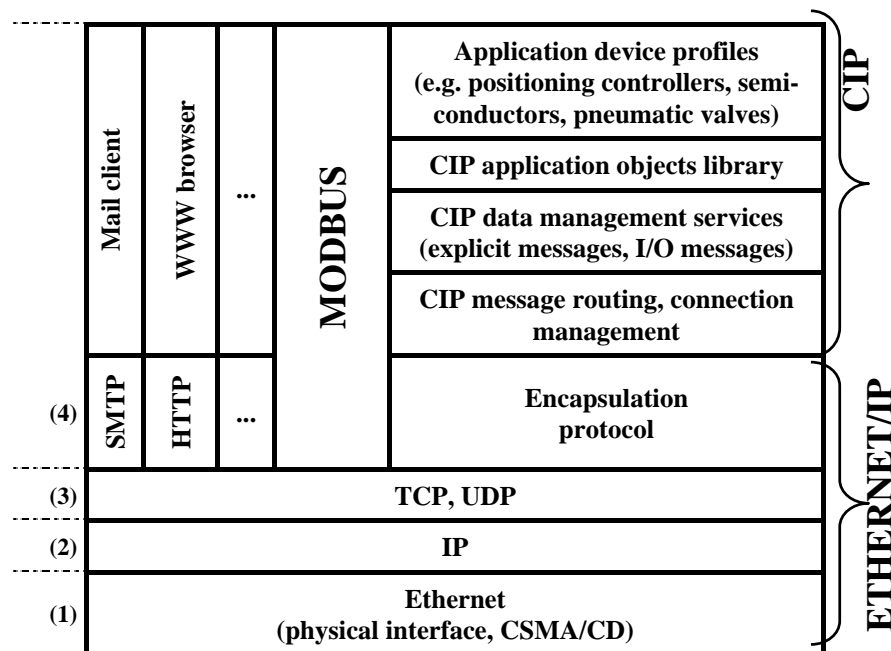 Application device profiles
(e.g. positioning controllers, semi-
conductors, pneumatic valves)
CIP application objects library
CIP data management services
(explicit messages, I/O messages)
CIP message routing, connection
management
Mail client
WWW browser
...
MODBUS
CIP
(4)
SMTP
HTTP
...
Encapsulation
protocol
(3)
TCP, UDP
(2)
IP
(1)
Ethernet
(physical interface, CSMA/CD)
ETHERNET/IP